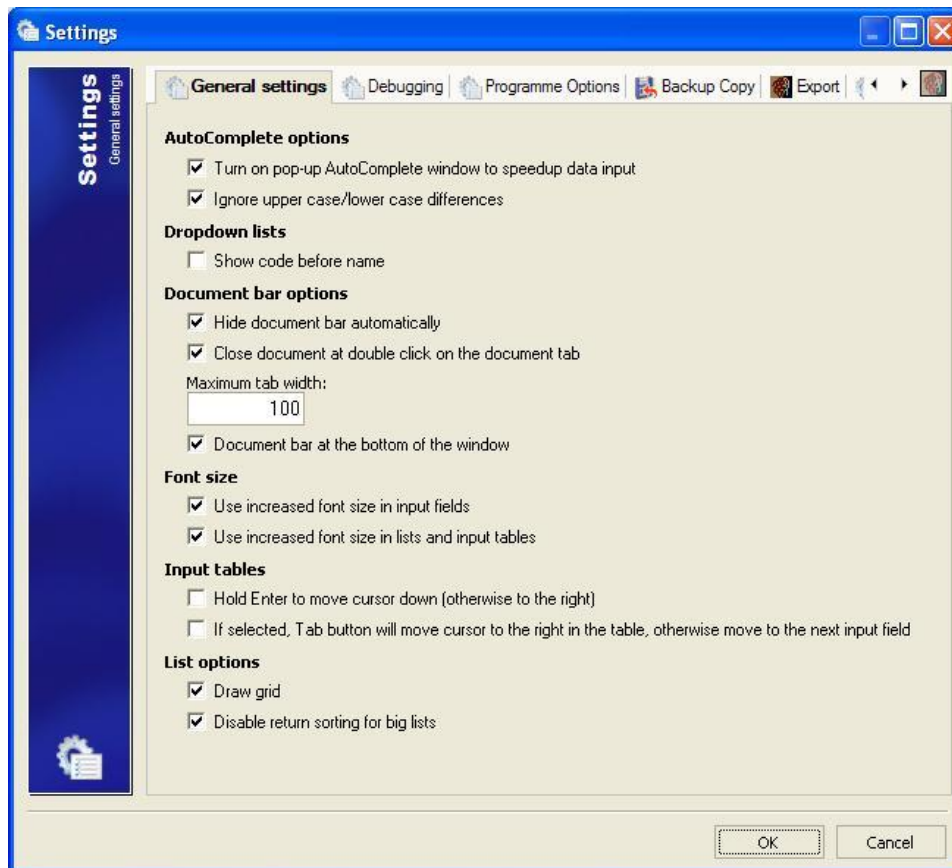 Settings
Settings
General settings
General settings Debugging Programme Options Backup Copy Export
AutoComplete options
Turn on pop-up AutoComplete window to speedup data input
Ignore upper case/lower case differences
Dropdown lists
Show code before name
Document bar options
Hide document bar automatically
Close document at double click on the document tab
Maximum tab width:
100
Document bar at the bottom of the window
Font size
Use increased font size in input fields
Use increased font size in lists and input tables
Input tables
Hold Enter to move cursor down (otherwise to the right)
If selected, Tab button will move cursor to the right in the table, otherwise move to the next input field
List options
Draw grid
Disable return sorting for big lists
OK Cancel